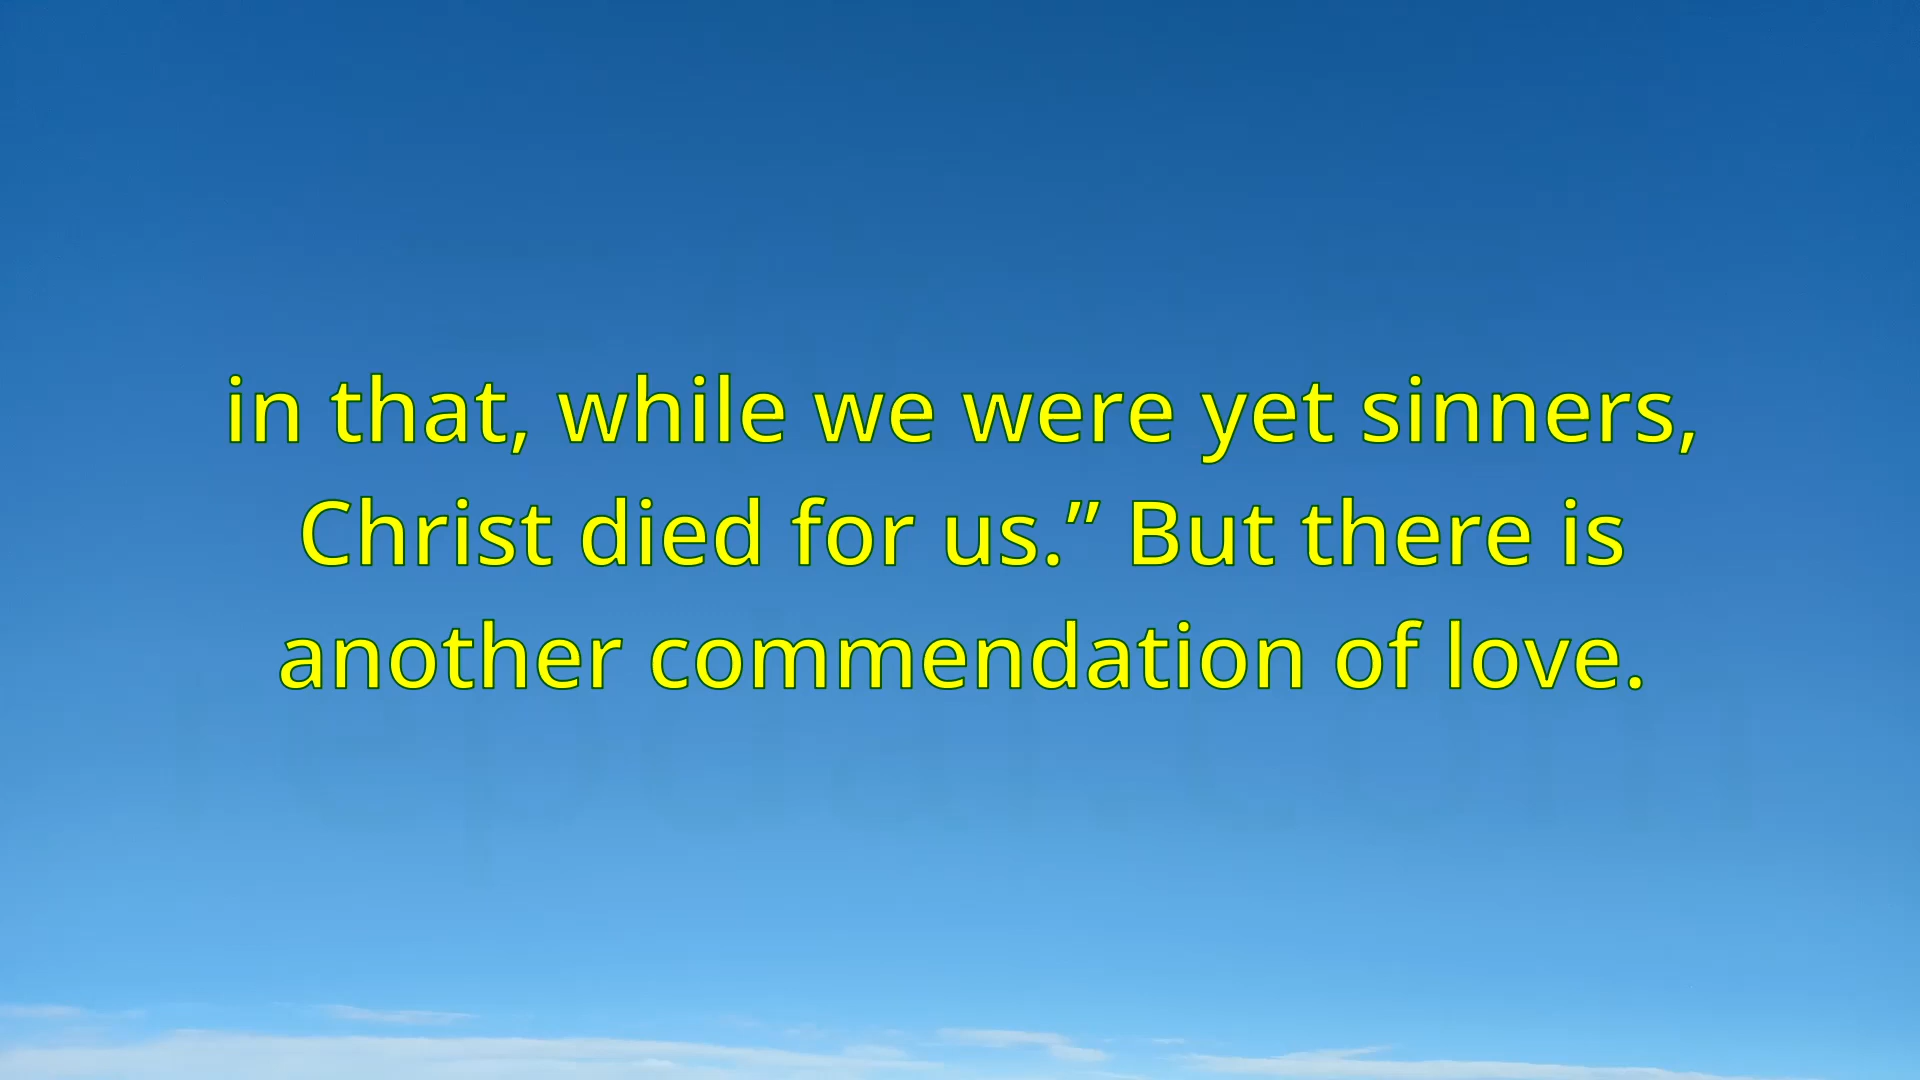 in that, while we were yet sinners,
Christ died for us.” But there is
another commendation of love.